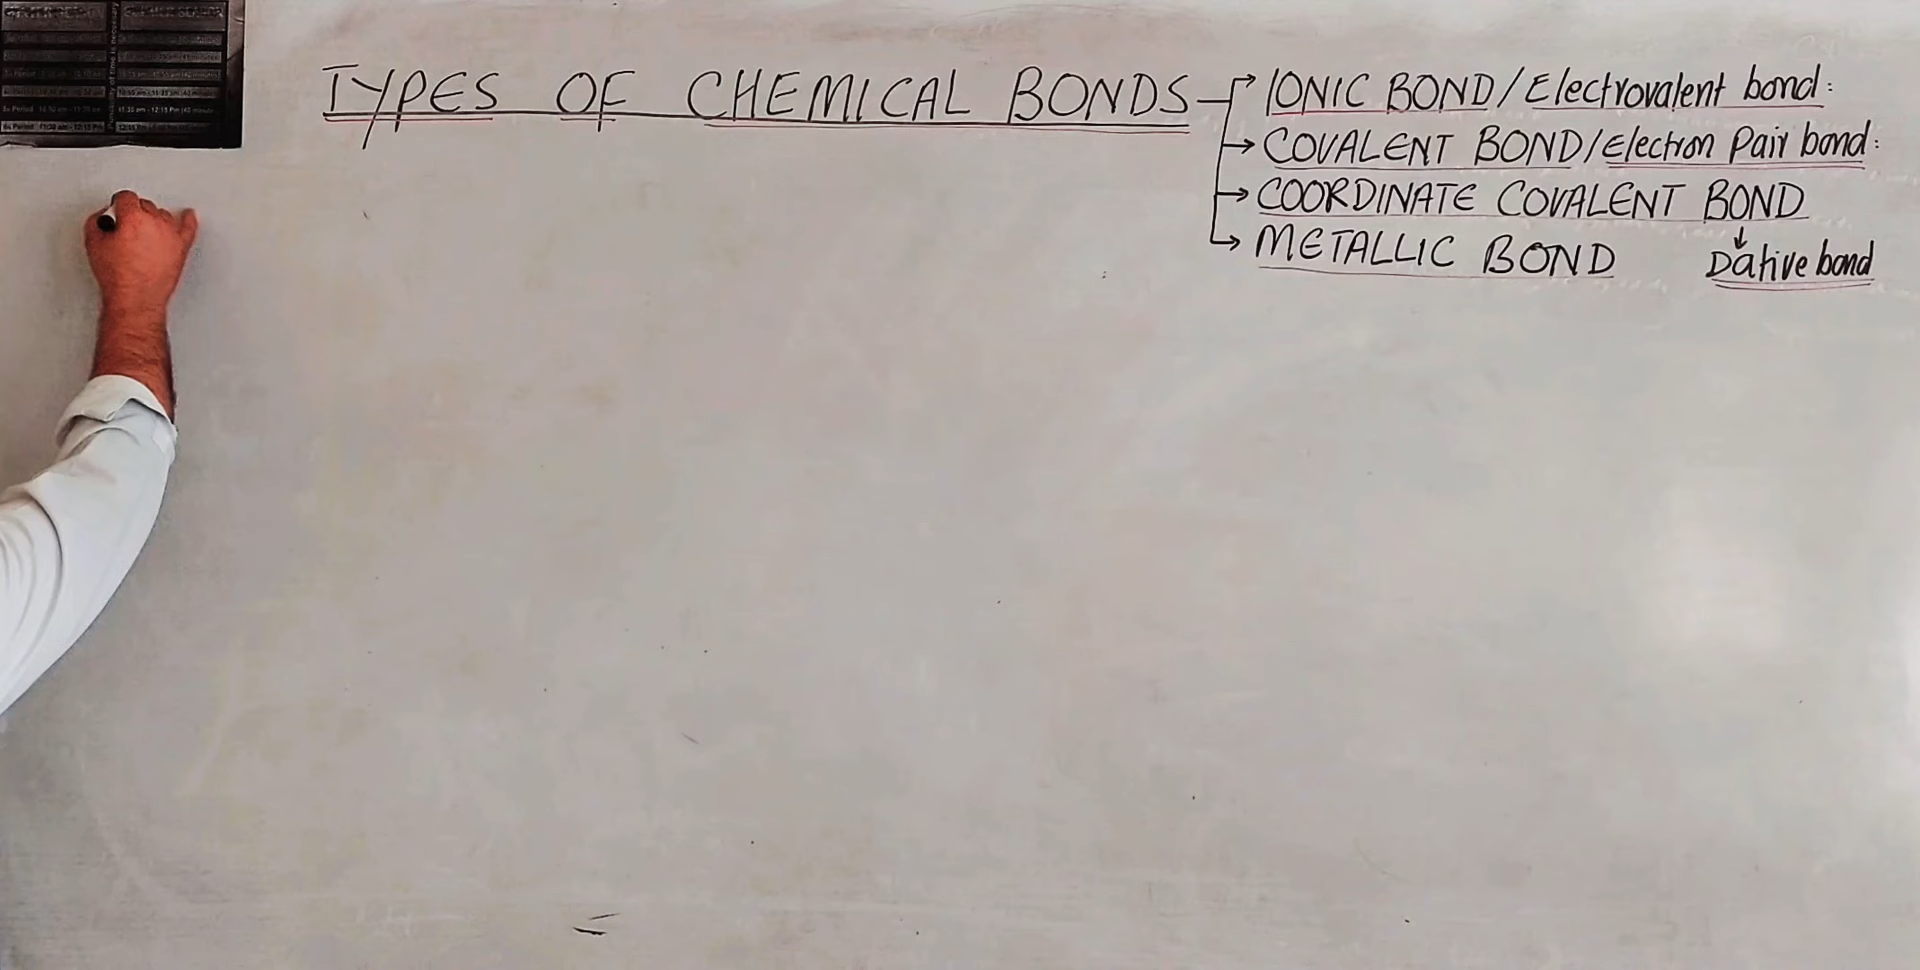 TYPES OF CHEMICAL BONDS
IONIC BOND/Electrovalent bond:
COVALENT BOND/Electron Pair bond:
COORDINATE COVALENT BOND
METALLIC BOND
Dative bond